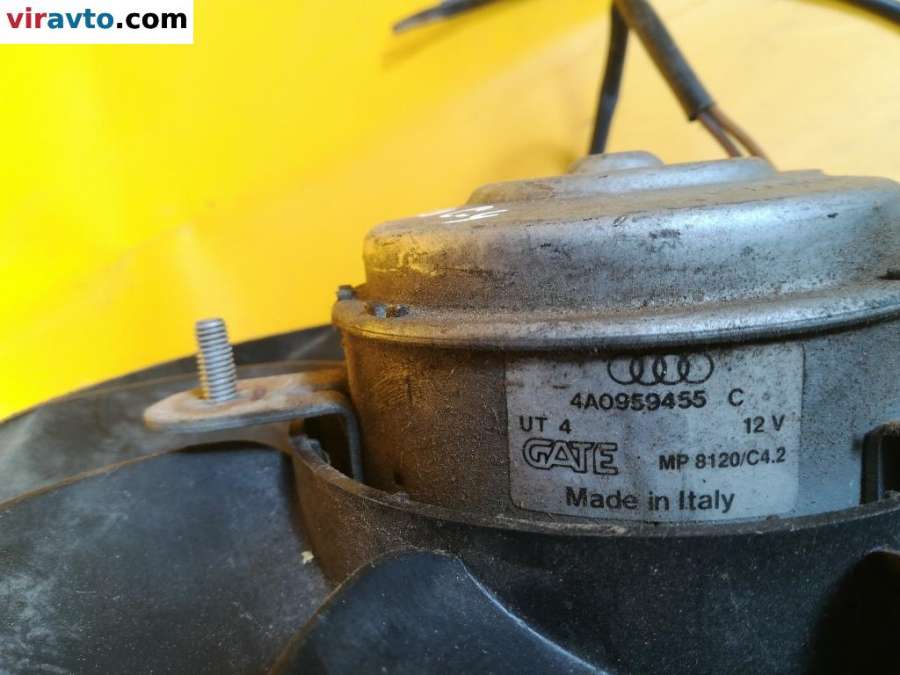 viravto.com
4A0959455 C
UT 4 12 V
GATE MP 8120/C4.2
Made in Italy